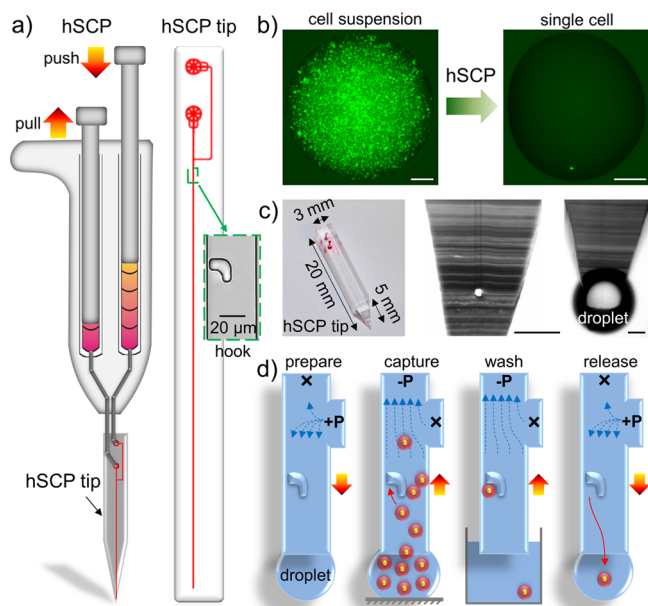 a) hSCP
push
pull
hSCP tip
hSCP tip
20 μm
hook
b) cell suspension
single cell
hSCP
c) 3 mm
20 mm
5 mm
hSCP tip
droplet
d) prepare capture wash release
× -P -P ×
+P × × +P
$ $ $ $ $ $ $ $ $ $ $ $ $ $
droplet